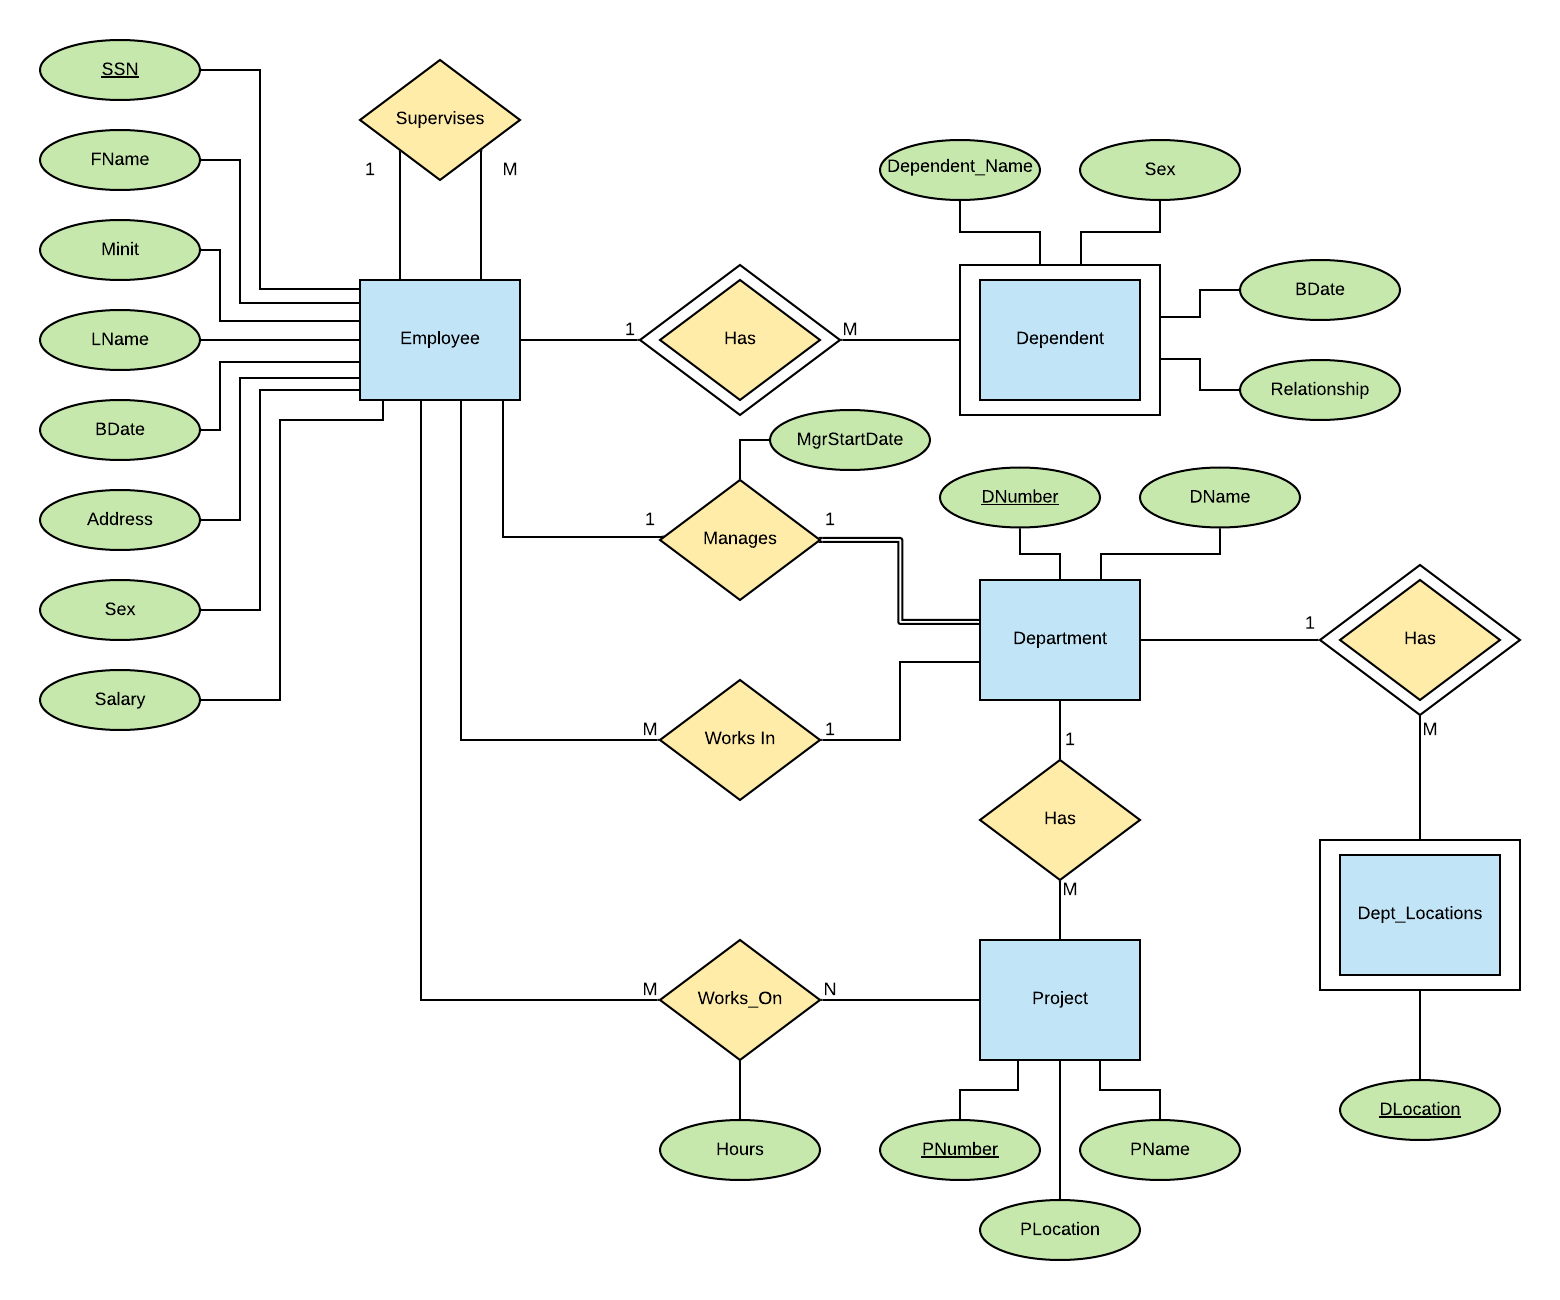 SSN
Supervises
FName
1
M
Dependent_Name
Sex
Minit
BDate
LName
Employee
1
Has
M
Dependent
Relationship
BDate
MgrStartDate
DNumber
DName
Address
1
Manages
1
Sex
Department
1
Has
Salary
M
Works In
1
1
M
Has
M
Dept_Locations
M
Works_On
N
Project
DLocation
Hours
PNumber
PName
PLocation